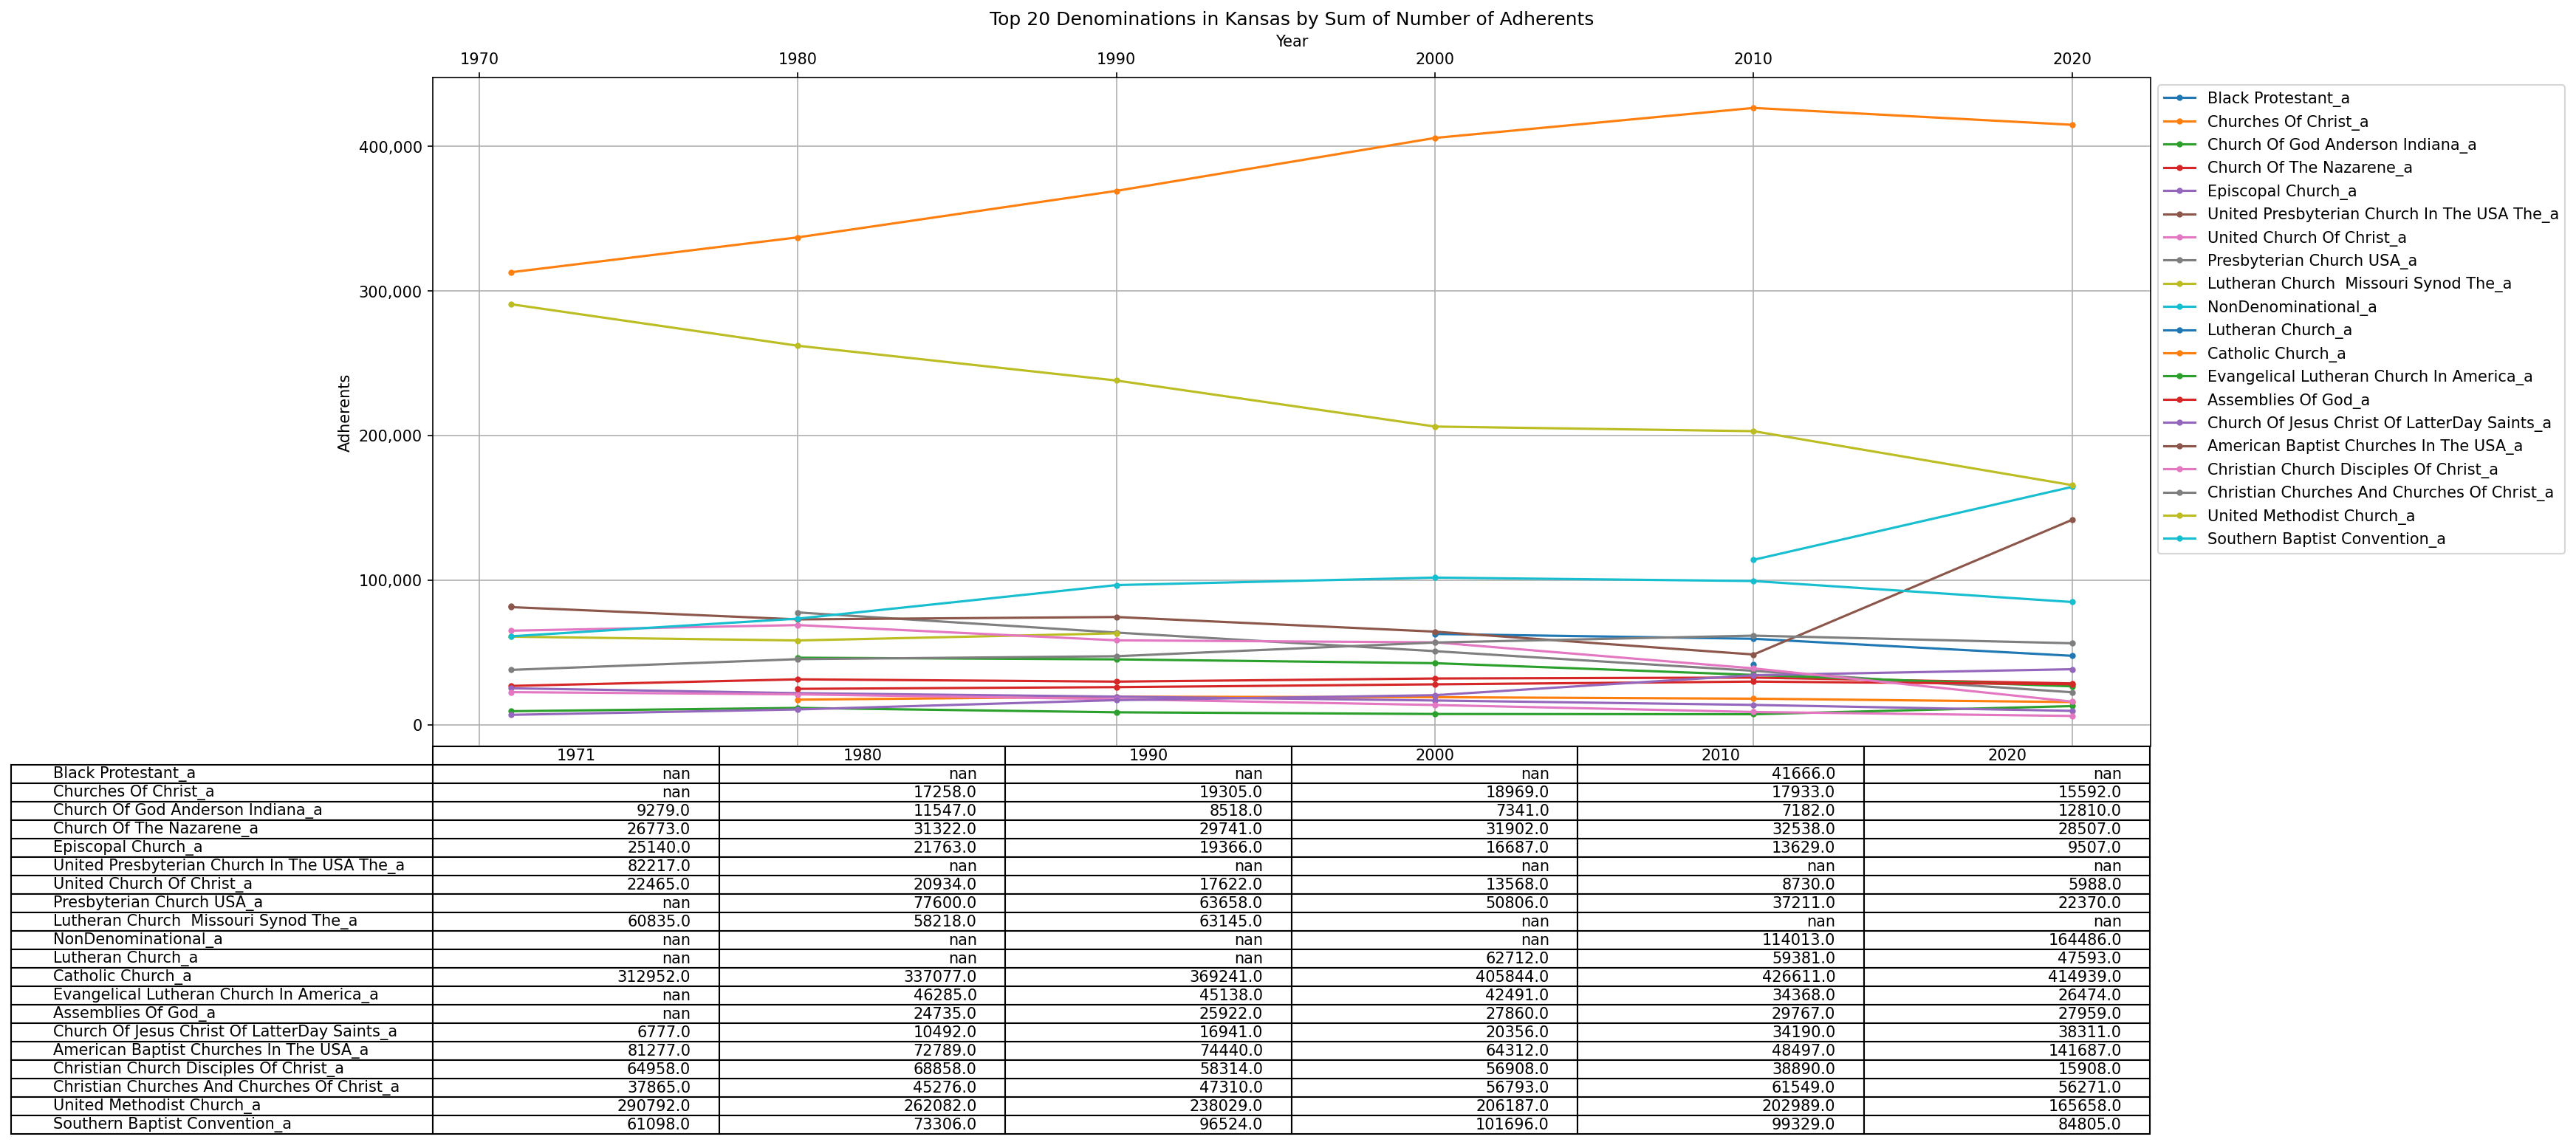 Top 20 Denominations in Kansas by Sum of Number of Adherents
Year
1970 1980 1990 2000 2010 2020
400,000
300,000
200,000
100,000
0
Adherents
Black Protestant_a
Churches Of Christ_a
Church Of God Anderson Indiana_a
Church Of The Nazarene_a
Episcopal Church_a
United Presbyterian Church In The USA The_a
United Church Of Christ_a
Presbyterian Church USA_a
Lutheran Church  Missouri Synod The_a
NonDenominational_a
Lutheran Church_a
Catholic Church_a
Evangelical Lutheran Church In America_a
Assemblies Of God_a
Church Of Jesus Christ Of LatterDay Saints_a
American Baptist Churches In The USA_a
Christian Church Disciples Of Christ_a
Christian Churches And Churches Of Christ_a
United Methodist Church_a
Southern Baptist Convention_a
1971 1980 1990 2000 2010 2020
Black Protestant_a nan nan nan nan 41666.0 nan
Churches Of Christ_a nan 17258.0 19305.0 18969.0 17933.0 15592.0
Church Of God Anderson Indiana_a 9279.0 11547.0 8518.0 7341.0 7182.0 12810.0
Church Of The Nazarene_a 26773.0 31322.0 29741.0 31902.0 32538.0 28507.0
Episcopal Church_a 25140.0 21763.0 19366.0 16687.0 13629.0 9507.0
United Presbyterian Church In The USA The_a 82217.0 nan nan nan nan nan
United Church Of Christ_a 22465.0 20934.0 17622.0 13568.0 8730.0 5988.0
Presbyterian Church USA_a nan 77600.0 63658.0 50806.0 37211.0 22370.0
Lutheran Church  Missouri Synod The_a 60835.0 58218.0 63145.0 nan nan nan
NonDenominational_a nan nan nan nan 114013.0 164486.0
Lutheran Church_a nan nan nan 62712.0 59381.0 47593.0
Catholic Church_a 312952.0 337077.0 369241.0 405844.0 426611.0 414939.0
Evangelical Lutheran Church In America_a nan 46285.0 45138.0 42491.0 34368.0 26474.0
Assemblies Of God_a nan 24735.0 25922.0 27860.0 29767.0 27959.0
Church Of Jesus Christ Of LatterDay Saints_a 6777.0 10492.0 16941.0 20356.0 34190.0 38311.0
American Baptist Churches In The USA_a 81277.0 72789.0 74440.0 64312.0 48497.0 141687.0
Christian Church Disciples Of Christ_a 64958.0 68858.0 58314.0 56908.0 38890.0 15908.0
Christian Churches And Churches Of Christ_a 37865.0 45276.0 47310.0 56793.0 61549.0 56271.0
United Methodist Church_a 290792.0 262082.0 238029.0 206187.0 202989.0 165658.0
Southern Baptist Convention_a 61098.0 73306.0 96524.0 101696.0 99329.0 84805.0